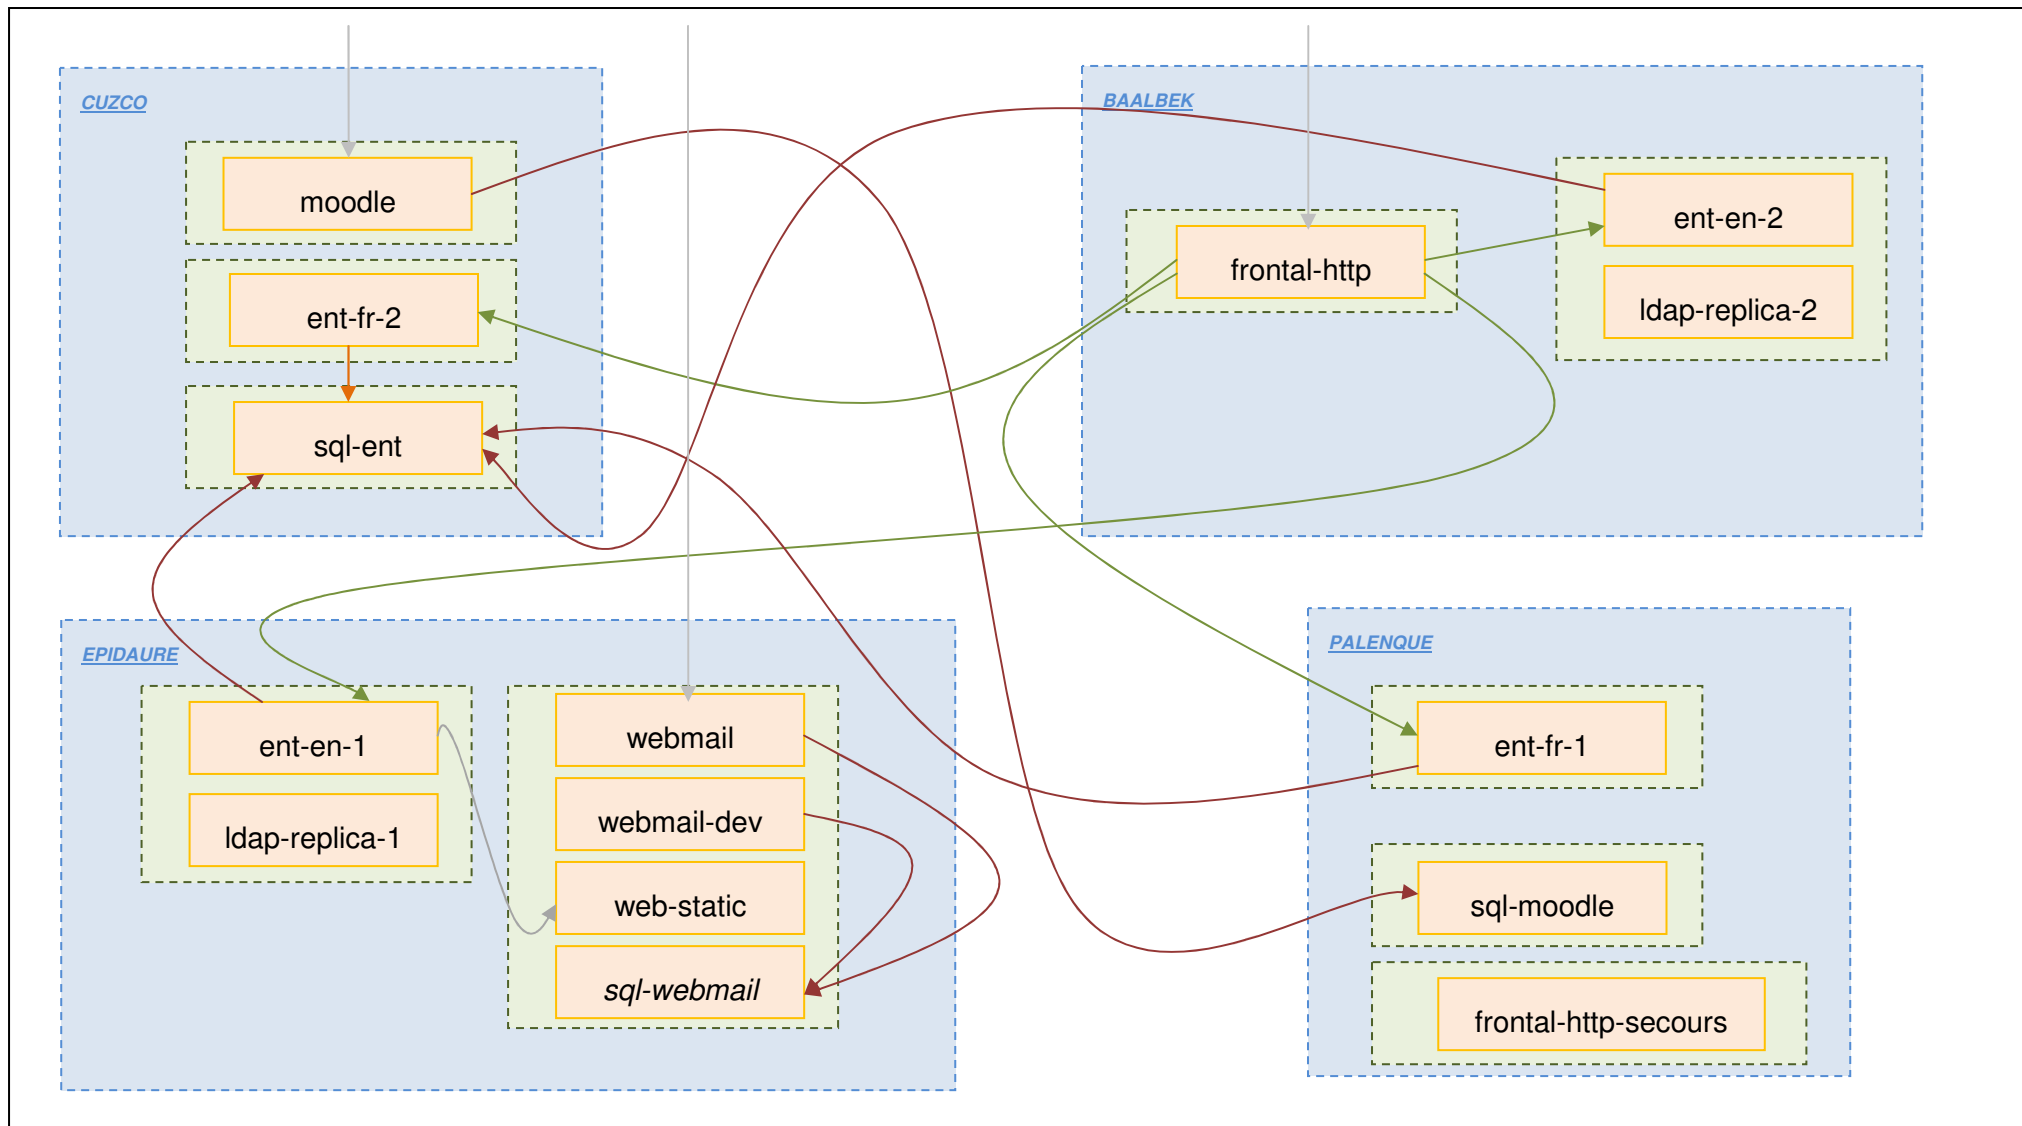 CUZCO
moodle
ent-fr-2
sql-ent
BAALBEK
frontal-http
ent-en-2
ldap-replica-2
EPIDAURE
ent-en-1
ldap-replica-1
webmail
webmail-dev
web-static
sql-webmail
PALENQUE
ent-fr-1
sql-moodle
frontal-http-secours